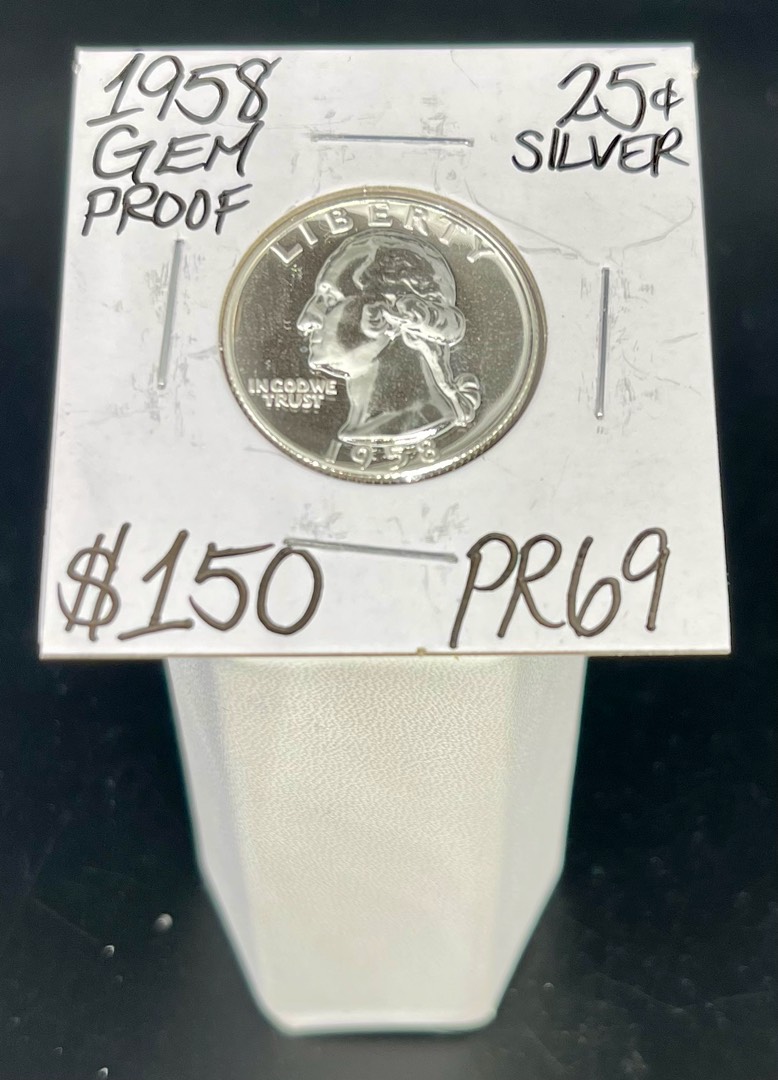 1958
GEM
PROOF
25¢
SILVER
LIBERTY
IN GOD WE
TRUST
1958
$150
PR69